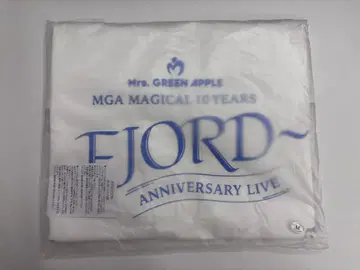 Mrs. GREEN APPLE
MGA MAGICAL 10 YEARS
FJORD~
ANNIVERSARY LIVE
M